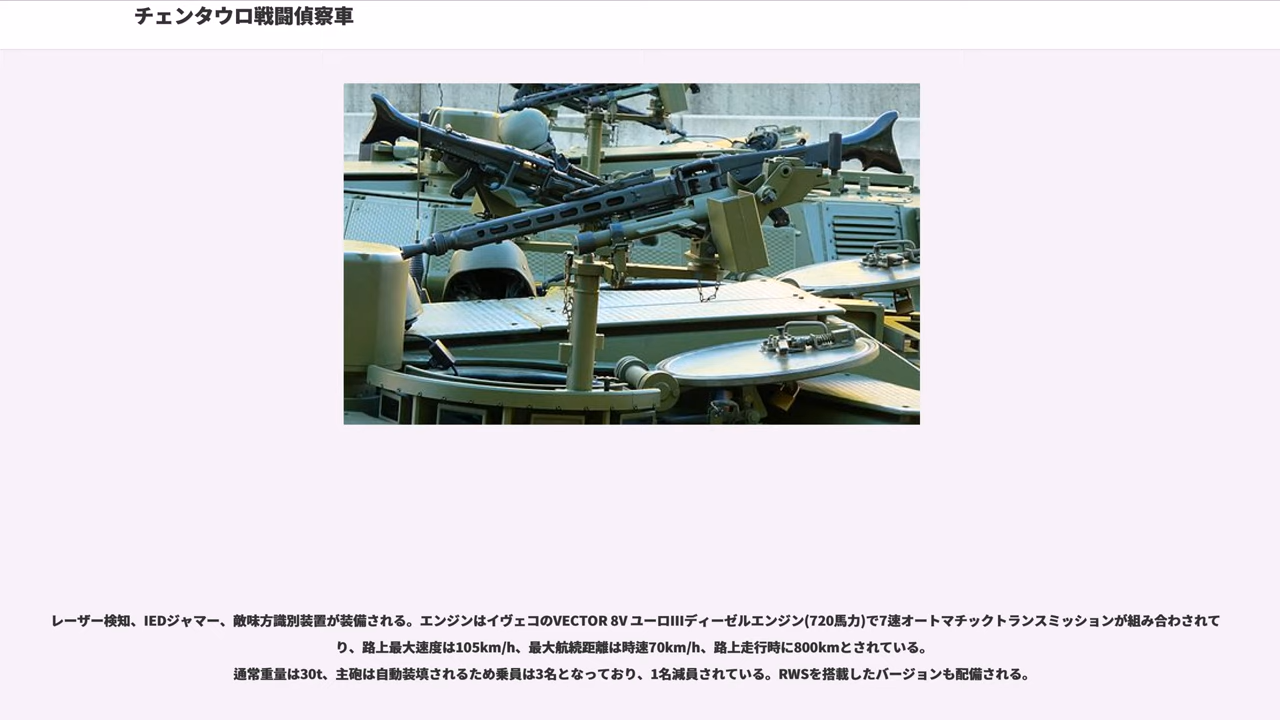 チェンタウロ戦闘偵察車
レーザー検知、IEDジャマー、敵味方識別装置が装備される。エンジンはイヴェコのVECTOR 8V ユーロIIIディーゼルエンジン(720馬力)で7速オートマチックトランスミッションが組み合わされて
り、路上最大速度は105km/h、最大航続距離は時速70km/h、路上走行時に800kmとされている。
通常重量は30t、主砲は自動装填されるため乗員は3名となっており、1名減員されている。RWSを搭載したバージョンも配備される。